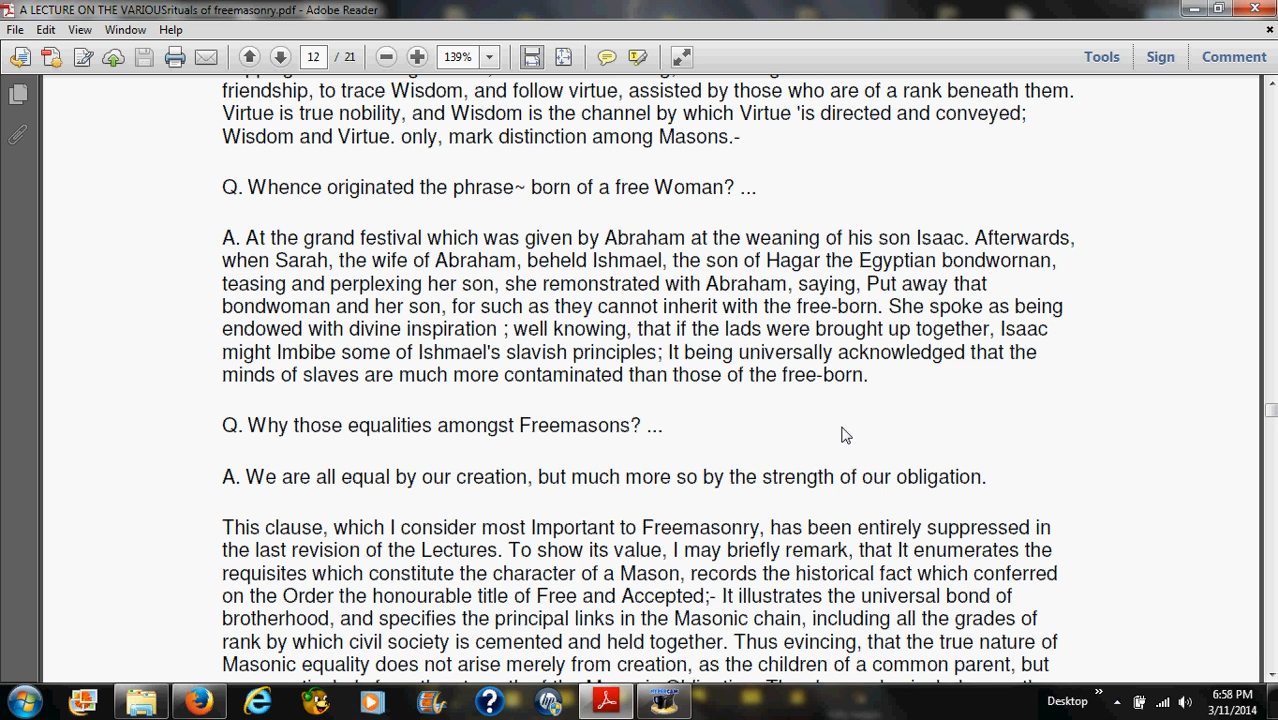 A LECTURE ON THE VARIOUSrituals of freemasonry.pdf - Adobe Reader
File Edit View Window Help
12 / 21 139% Tools Sign Comment
friendship, to trace Wisdom, and follow virtue, assisted by those who are of a rank beneath them.
Virtue is true nobility, and Wisdom is the channel by which Virtue 'is directed and conveyed;
Wisdom and Virtue. only, mark distinction among Masons.-
Q. Whence originated the phrase~ born of a free Woman? ...
A. At the grand festival which was given by Abraham at the weaning of his son Isaac. Afterwards,
when Sarah, the wife of Abraham, beheld Ishmael, the son of Hagar the Egyptian bondwornan,
teasing and perplexing her son, she remonstrated with Abraham, saying, Put away that
bondwoman and her son, for such as they cannot inherit with the free-born. She spoke as being
endowed with divine inspiration ; well knowing, that if the lads were brought up together, Isaac
might Imbibe some of Ishmael's slavish principles; It being universally acknowledged that the
minds of slaves are much more contaminated than those of the free-born.
Q. Why those equalities amongst Freemasons? ...
A. We are all equal by our creation, but much more so by the strength of our obligation.
This clause, which I consider most Important to Freemasonry, has been entirely suppressed in
the last revision of the Lectures. To show its value, I may briefly remark, that It enumerates the
requisites which constitute the character of a Mason, records the historical fact which conferred
on the Order the honourable title of Free and Accepted;- It illustrates the universal bond of
brotherhood, and specifies the principal links in the Masonic chain, including all the grades of
rank by which civil society is cemented and held together. Thus evincing, that the true nature of
Masonic equality does not arise merely from creation, as the children of a common parent, but
Desktop 6:58 PM
3/11/2014